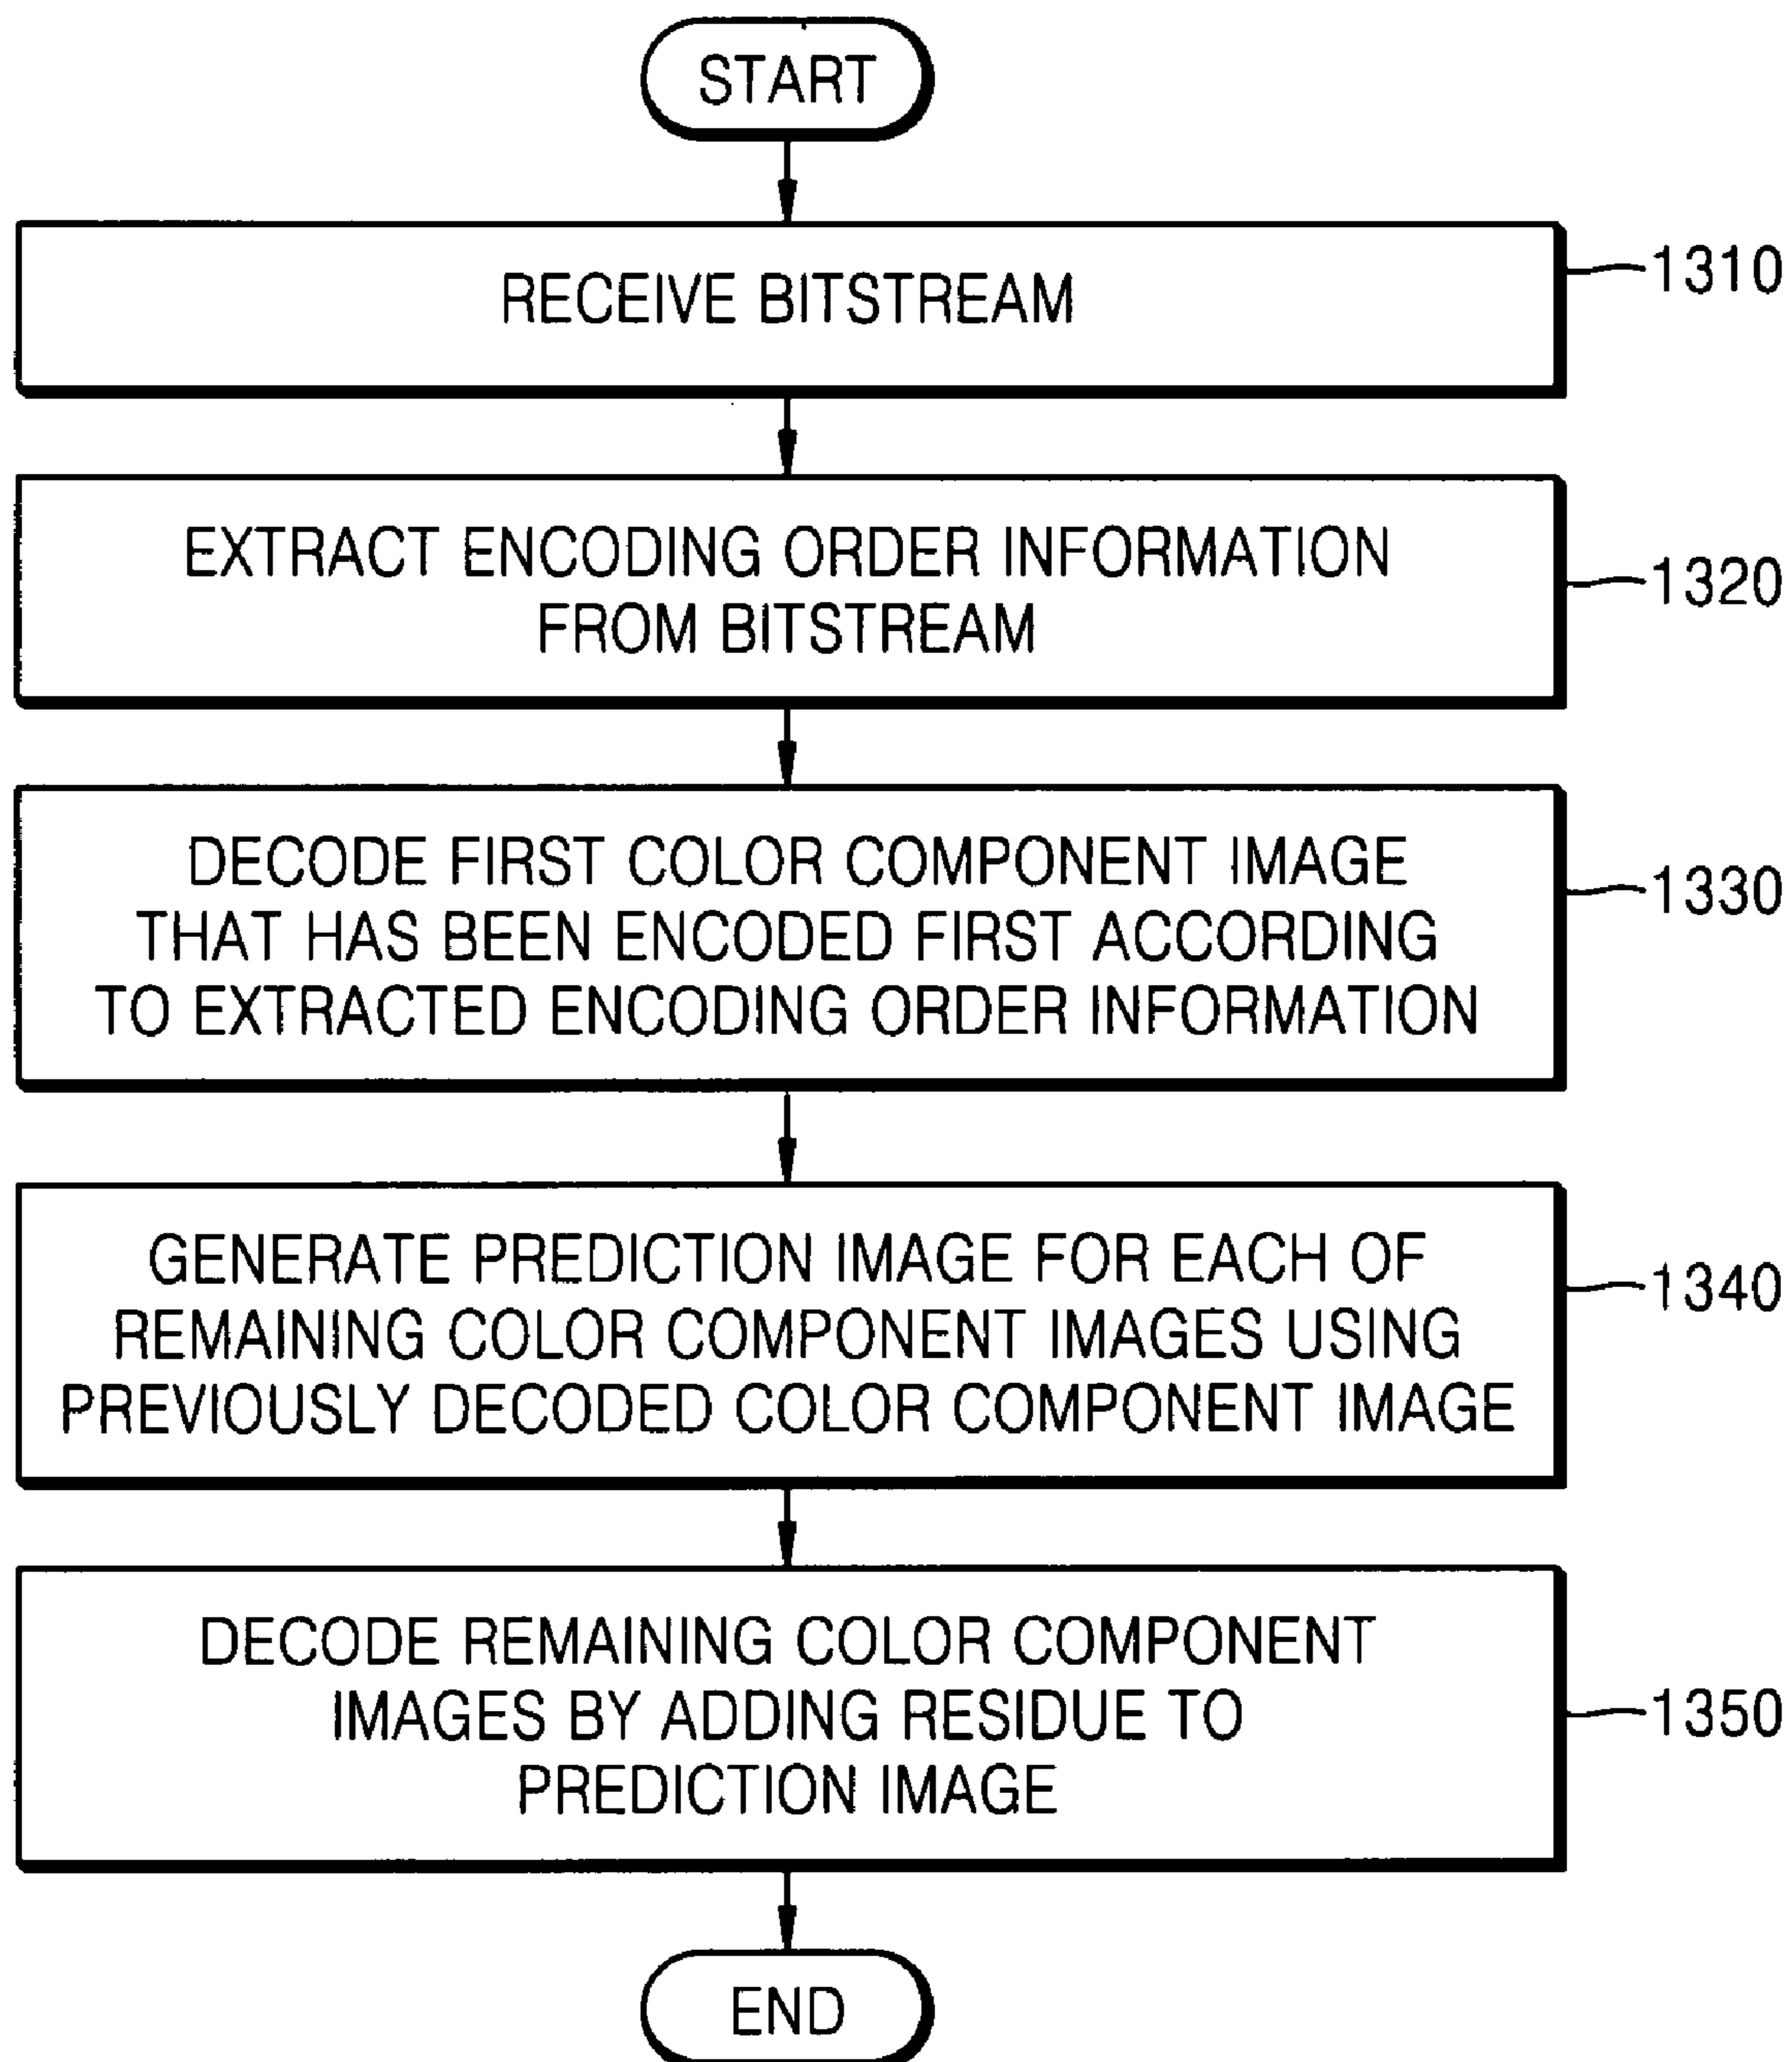 START
RECEIVE BITSTREAM
1310
EXTRACT ENCODING ORDER INFORMATION
FROM BITSTREAM
1320
DECODE FIRST COLOR COMPONENT IMAGE
THAT HAS BEEN ENCODED FIRST ACCORDING
TO EXTRACTED ENCODING ORDER INFORMATION
1330
GENERATE PREDICTION IMAGE FOR EACH OF
REMAINING COLOR COMPONENT IMAGES USING
PREVIOUSLY DECODED COLOR COMPONENT IMAGE
1340
DECODE REMAINING COLOR COMPONENT
IMAGES BY ADDING RESIDUE TO
PREDICTION IMAGE
1350
END